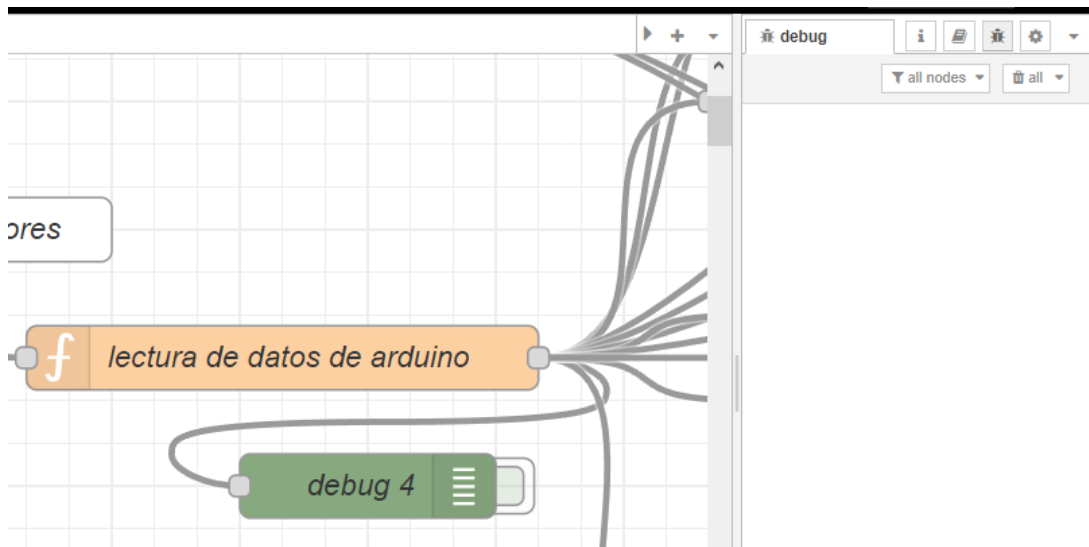 debug
i
all nodes
all
ores
lectura de datos de arduino
debug 4